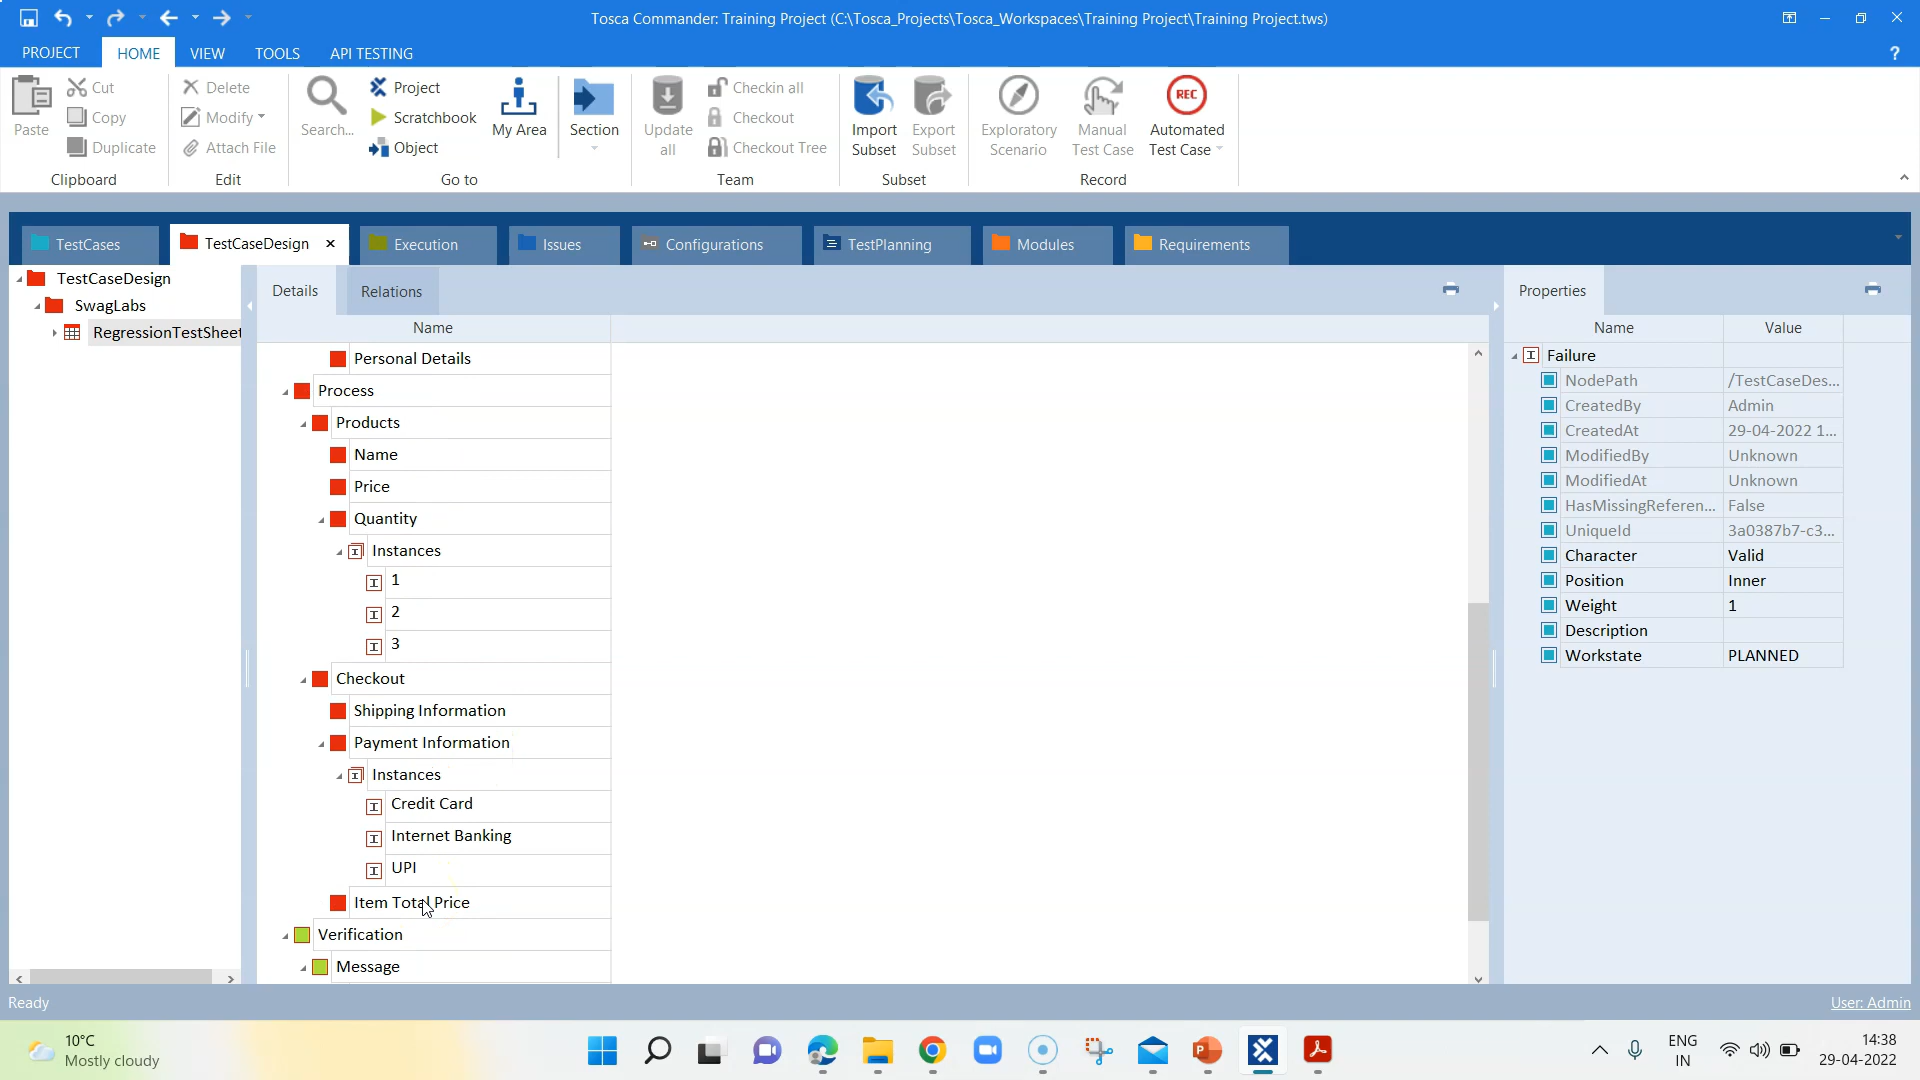 Tosca Commander: Training Project (C:\Tosca_Projects\Tosca_Workspaces\Training Project\Training Project.tws)
PROJECT HOME VIEW TOOLS API TESTING ?
Paste
Cut
Copy
Duplicate
Clipboard
Delete
Modify
Attach File
Edit
Search...
Project
Scratchbook
Object
My Area
Go to
Section
Update all
Checkin all
Checkout
Checkout Tree
Team
Import Subset
Export Subset
Subset
Exploratory Scenario
Manual Test Case
REC
Automated Test Case
Record
TestCases TestCaseDesign Execution Issues Configurations TestPlanning Modules Requirements
TestCaseDesign
SwagLabs
RegressionTestSheet
Details Relations
Name
Personal Details
Process
Products
Name
Price
Quantity
Instances
1
2
3
Checkout
Shipping Information
Payment Information
Instances
Credit Card
Internet Banking
UPI
Item Total Price
Verification
Message
Properties
Name Value
Failure
NodePath /TestCaseDes...
CreatedBy Admin
CreatedAt 29-04-2022 1...
ModifiedBy Unknown
ModifiedAt Unknown
HasMissingReferen... False
UniqueId 3a0387b7-c3...
Character Valid
Position Inner
Weight 1
Description
Workstate PLANNED
Ready
User: Admin
10°C
Mostly cloudy
ENG
IN
14:38
29-04-2022